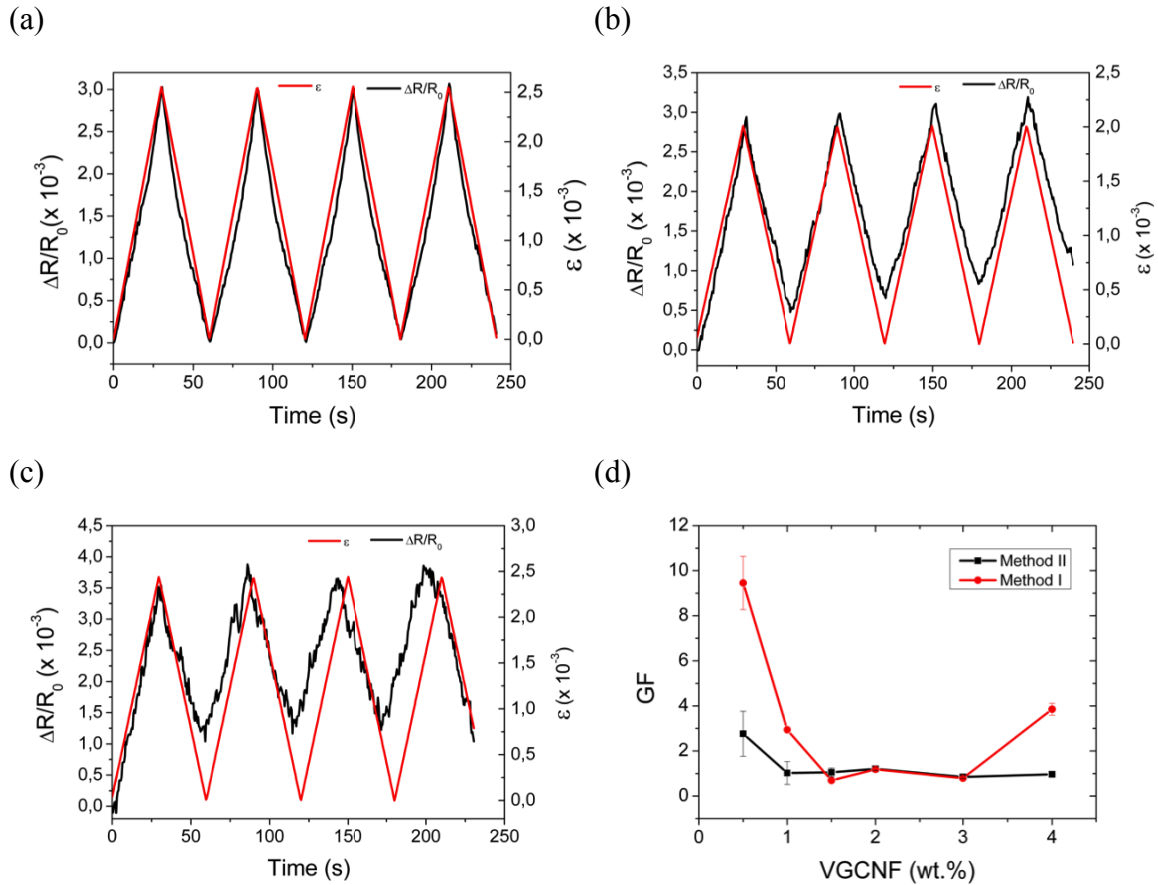 (a)
(b)
ε
ΔR/R0
3,0
2,5
2,0
1,5
1,0
0,5
0,0
ΔR/R0(x 10-3)
2,5
2,0
1,5
1,0
0,5
0,0
ε (x 10-3)
0 50 100 150 200 250
Time (s)
ε
ΔR/R0
3,5
3,0
2,5
2,0
1,5
1,0
0,5
0,0
ΔR/R0 (x 10-3)
2,5
2,0
1,5
1,0
0,5
0,0
ε (x 10-3)
0 50 100 150 200 250
Time (s)
(c)
(d)
ε
ΔR/R0
4,5
4,0
3,5
3,0
2,5
2,0
1,5
1,0
0,5
0,0
ΔR/R0 (x 10-3)
3,0
2,5
2,0
1,5
1,0
0,5
0,0
ε (x 10-3)
0 50 100 150 200 250
Time (s)
Method II
Method I
12
10
8
6
4
2
0
GF
0 1 2 3 4
VGCNF (wt.%)